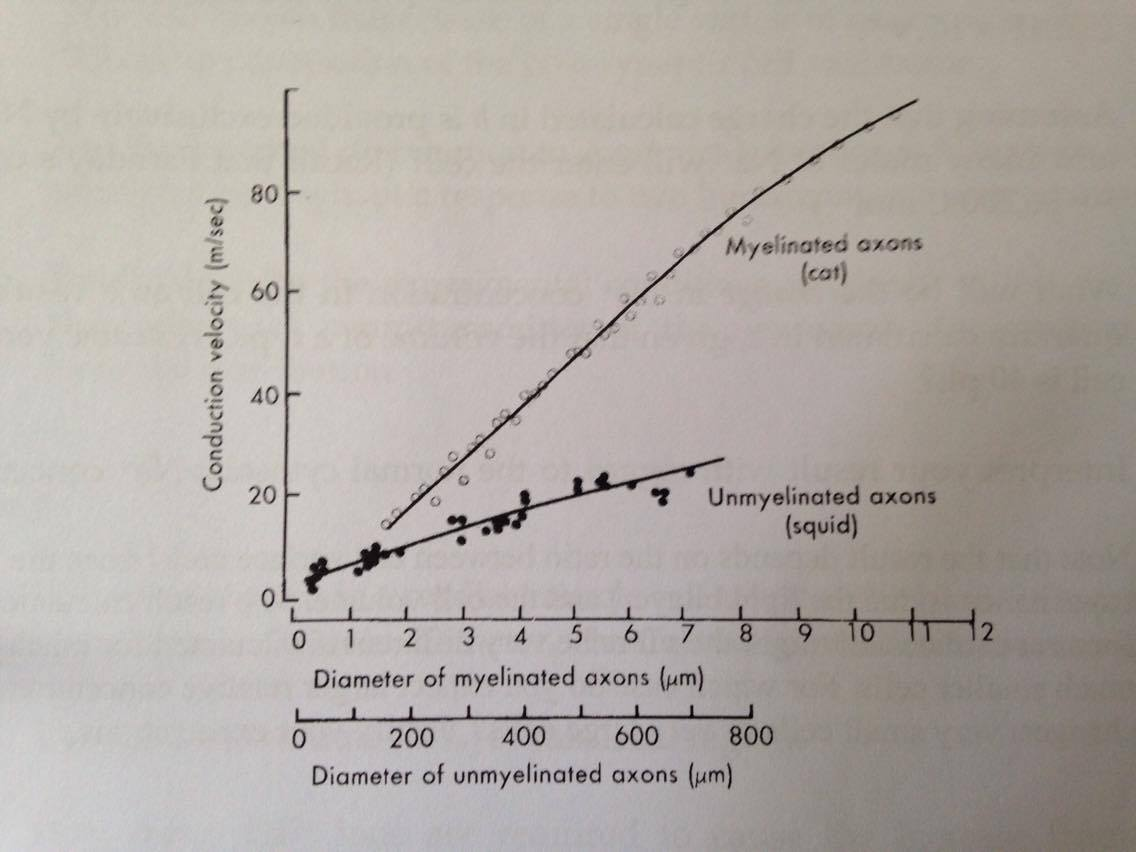 Conduction velocity (m/sec)
80
60
40
20
0
Myelinated axons
(cat)
Unmyelinated axons
(squid)
0 1 2 3 4 5 6 7 8 9 10 11 12
Diameter of myelinated axons (μm)
0 200 400 600 800
Diameter of unmyelinated axons (μm)